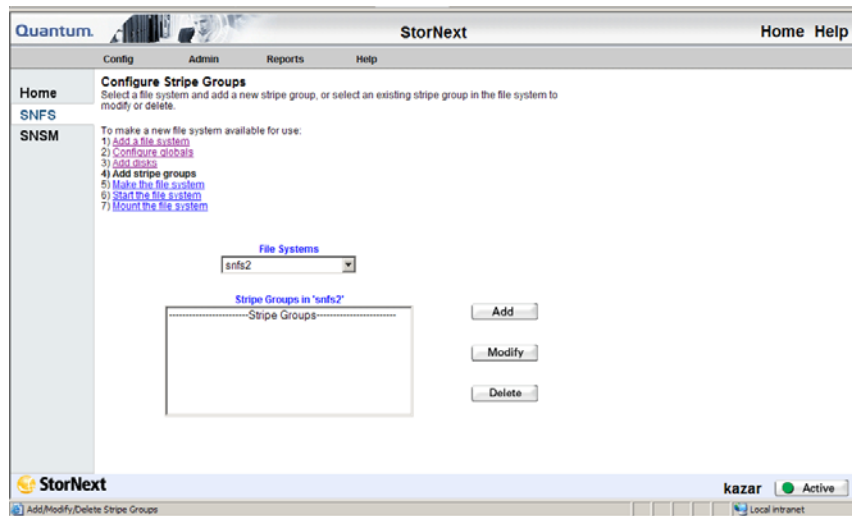 Quantum.
StorNext
Home Help
Config Admin Reports Help
Home
SNFS
SNSM
Configure Stripe Groups
Select a file system and add a new stripe group, or select an existing stripe group in the file system to
modify or delete.
To make a new file system available for use:
1) Add a file system
2) Configure globals
3) Add disks
4) Add stripe groups
5) Make the file system
6) Start the file system
7) Mount the file system
File Systems
snfs2
Stripe Groups in 'snfs2'
-----------------------Stripe Groups-----------------------
Add
Modify
Delete
StorNext
kazar Active
Add/Modify/Delete Stripe Groups
Local intranet